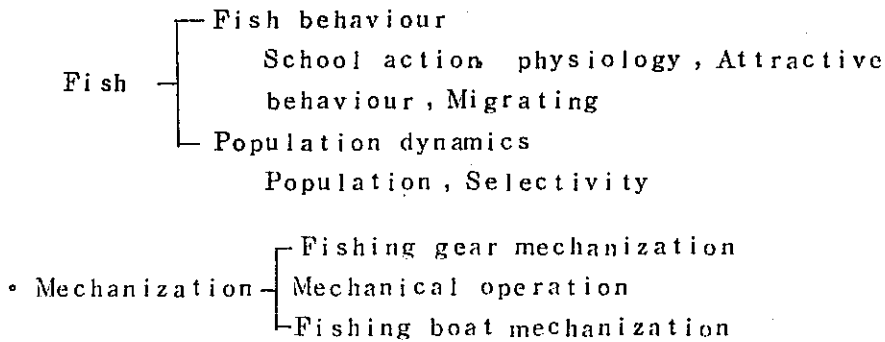 Fish behaviour
School action physiology, Attractive
Fish
behaviour, Migrating
Population dynamics
Population, Selectivity
Fishing gear mechanization
• Mechanization
Mechanical operation
Fishing boat mechanization